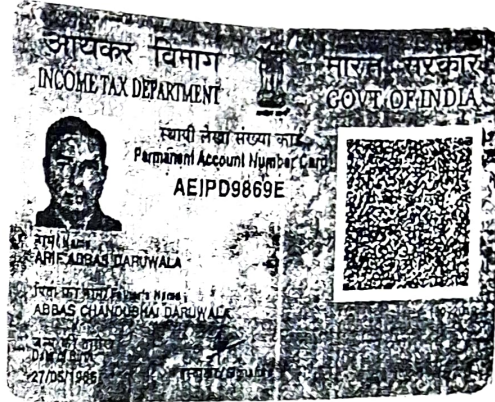 आयकर विभाग
INCOME TAX DEPARTMENT
भारत सरकार
GOVT. OF INDIA
स्थायी लेखा संख्या कार्ड
Permanent Account Number Card
AEIPD9869E
नाम / Name
ARIF ABBAS DARUWALA
पिता का नाम / Father's Name
ABBAS CHANDUBHAI DARUWALA
जन्म की तारीख
Date of Birth
27/05/1986